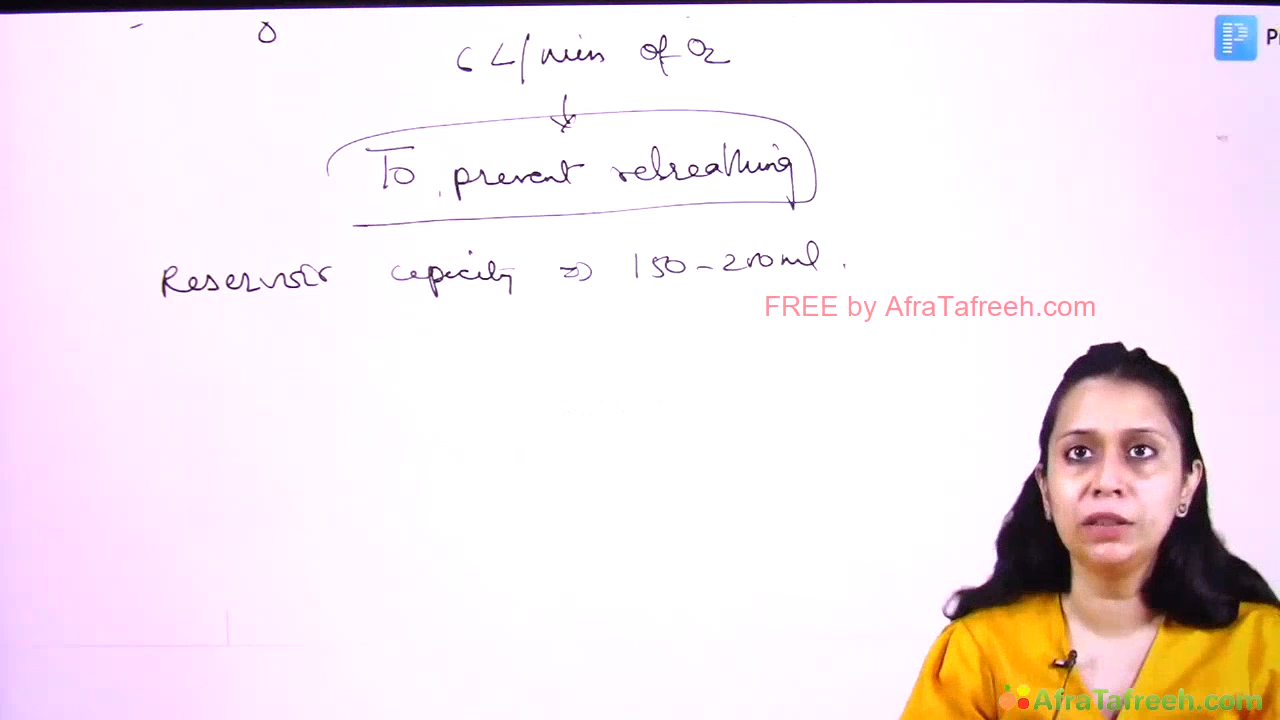 6 L/min of O2
To prevent rebreathing
Reservoir capacity ⇒ 150-200ml.
FREE by AfraTafreeh.com
AfraTafreeh.com